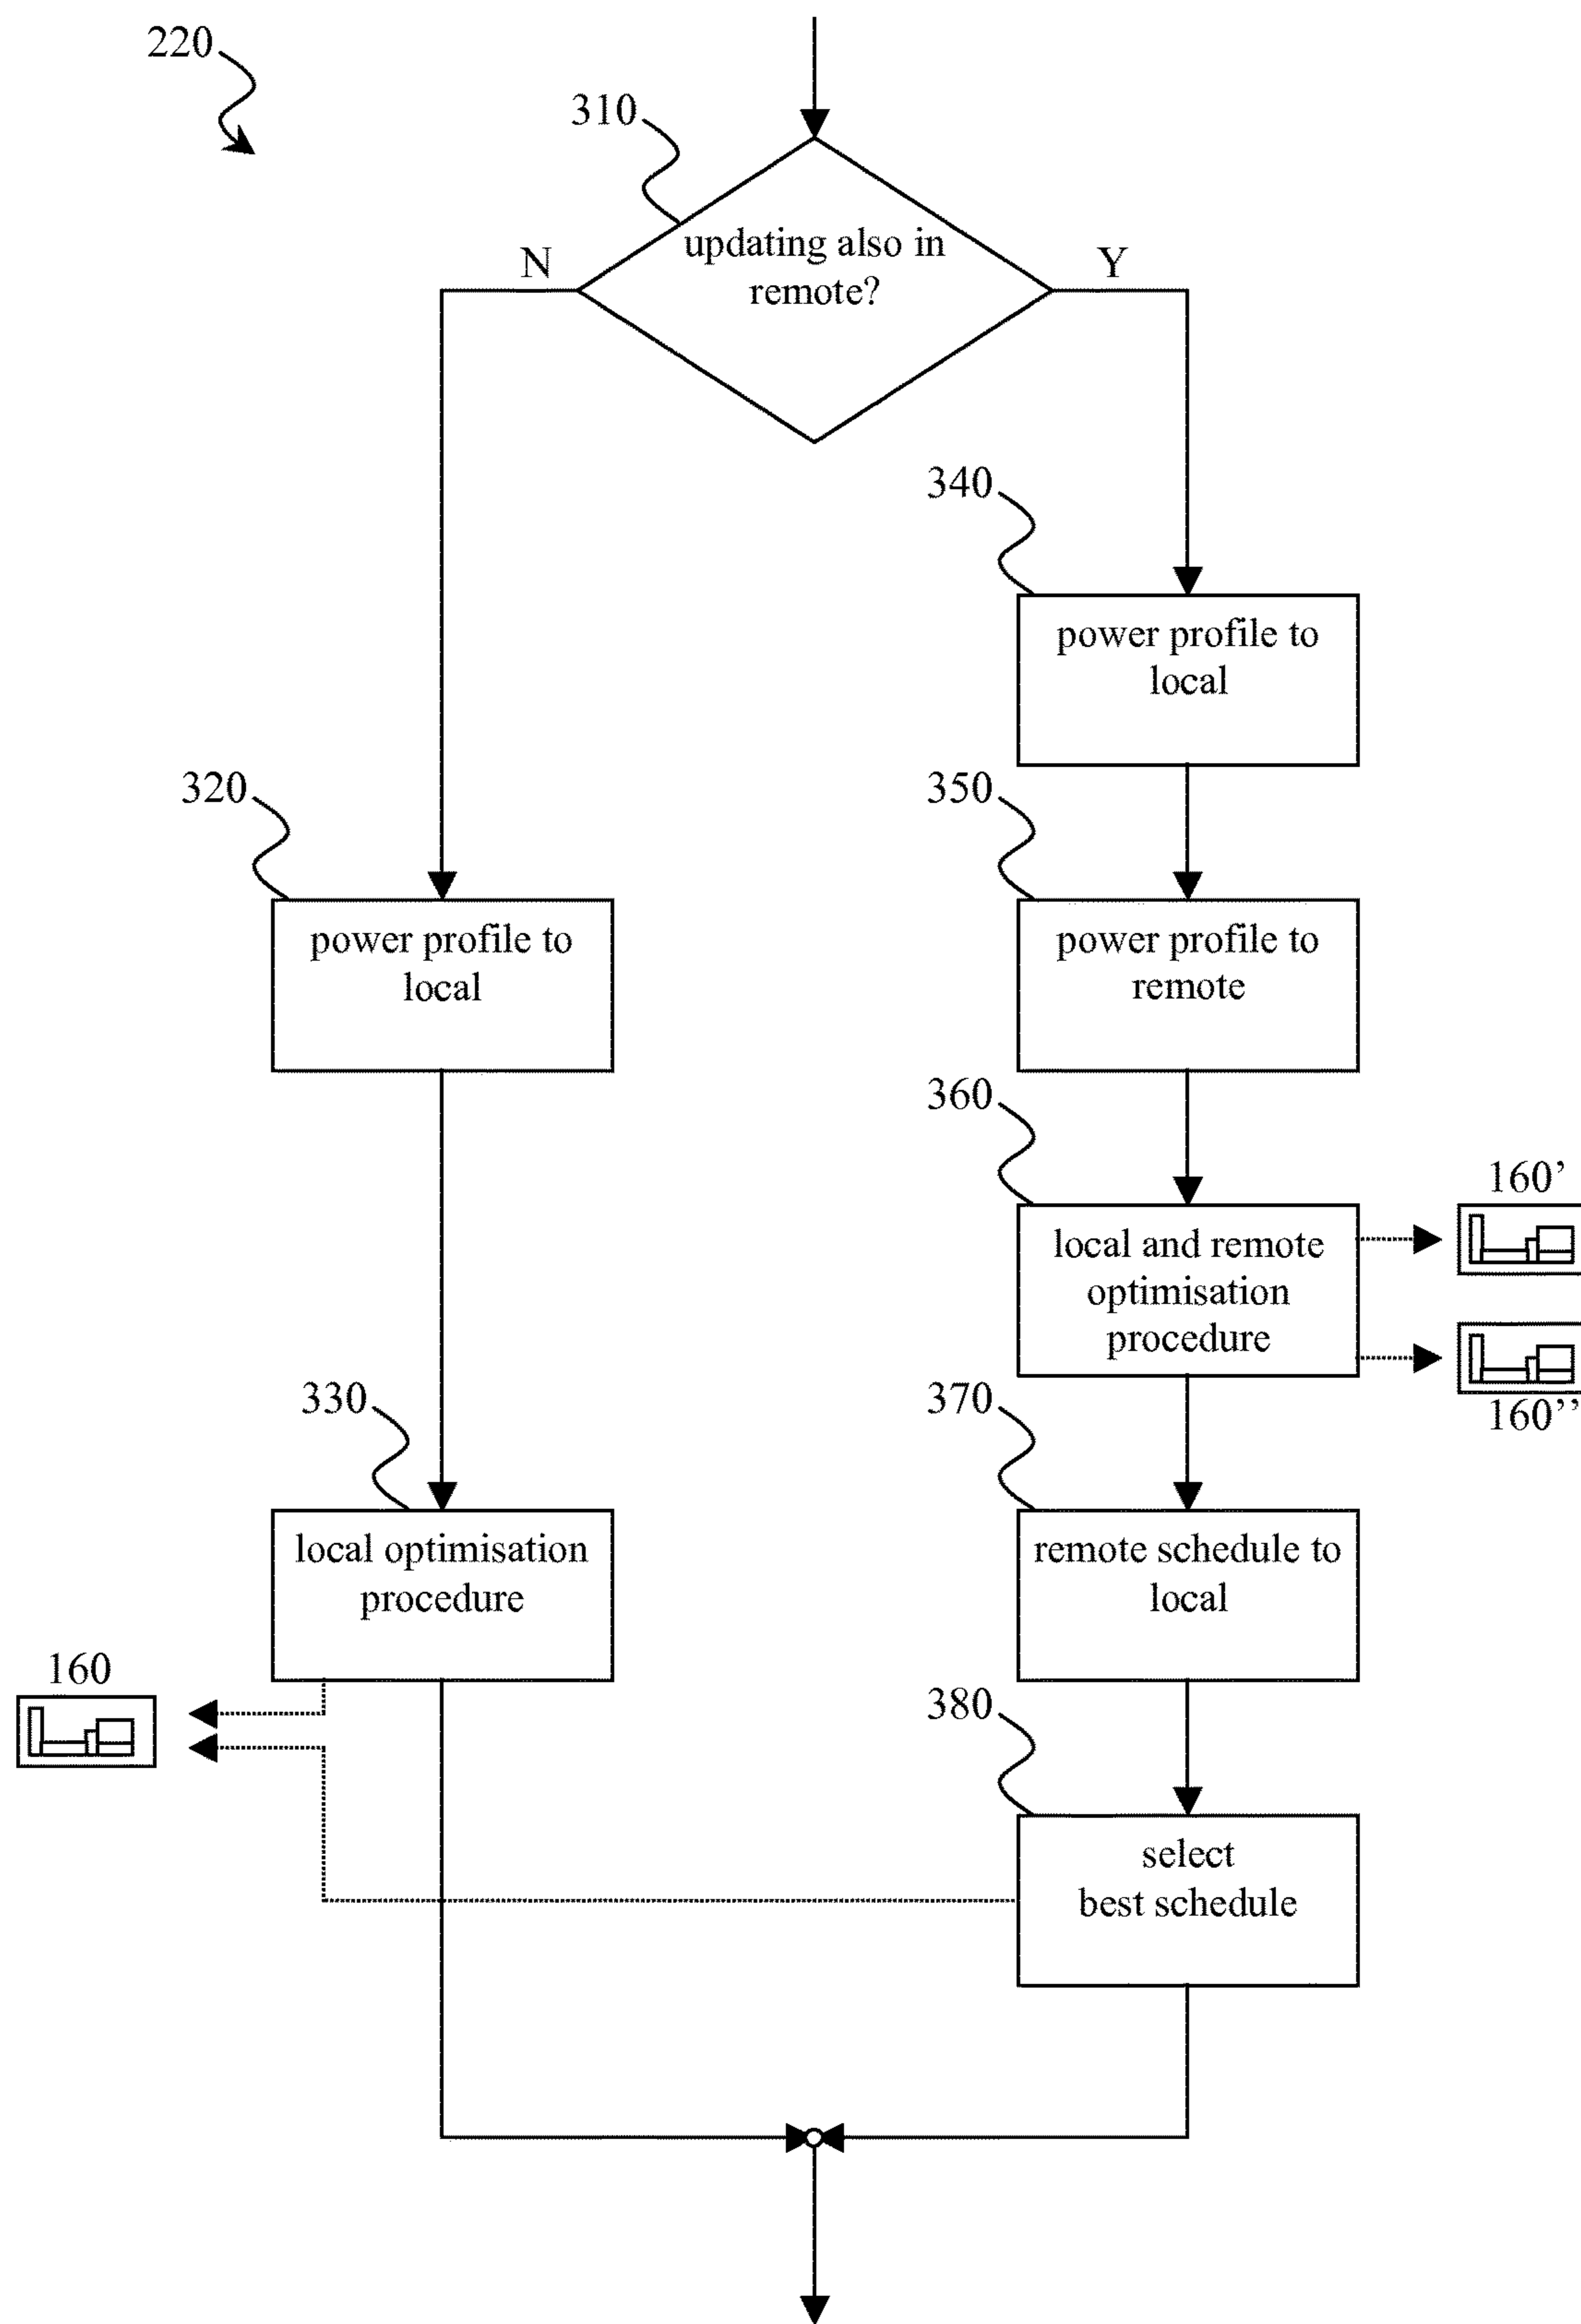 220
310
updating also in
remote?
N
Y
340
power profile to
local
320
350
power profile to
local
power profile to
remote
360
160’
local and remote
optimisation
procedure
160’’
330
370
local optimisation
procedure
remote schedule to
local
160
380
select
best schedule